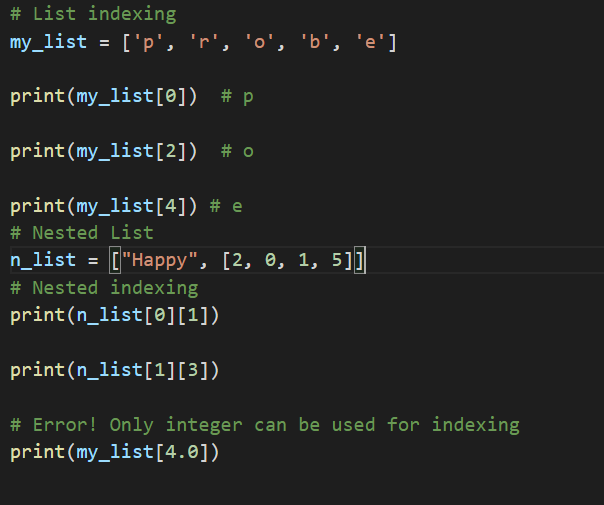 # List indexing
my_list = ['p', 'r', 'o', 'b', 'e']
print(my_list[0])  # p
print(my_list[2])  # o
print(my_list[4]) # e
# Nested List
n_list = ["Happy", [2, 0, 1, 5]]
# Nested indexing
print(n_list[0][1])
print(n_list[1][3])
# Error! Only integer can be used for indexing
print(my_list[4.0])